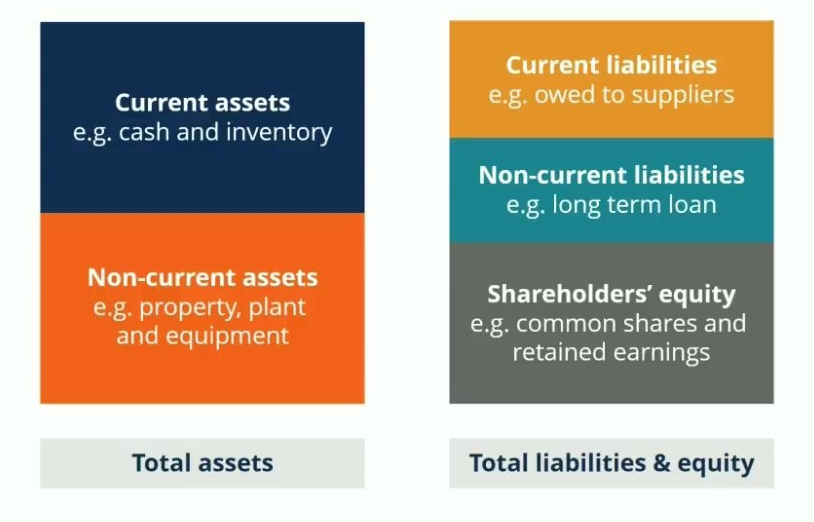 Current assets
e.g. cash and inventory
Non-current assets
e.g. property, plant
and equipment
Total assets
Current liabilities
e.g. owed to suppliers
Non-current liabilities
e.g. long term loan
Shareholders’ equity
e.g. common shares and
retained earnings
Total liabilities & equity